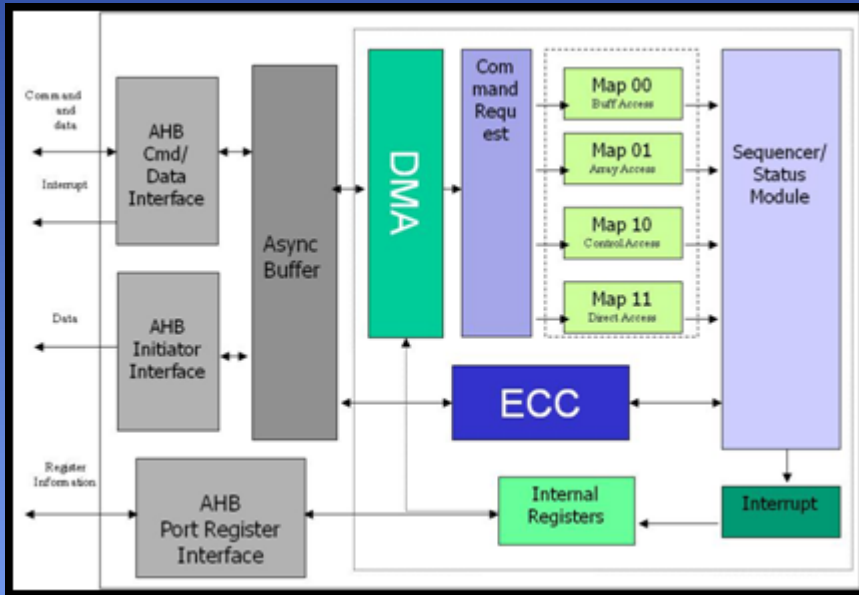 Command
and
data
Interrupt
AHB
Cmd/
Data
Interface
Data
AHB
Initiator
Interface
Register
Information
AHB
Port Register
Interface
Async
Buffer
DMA
Com
mand
Requ
est
Map 00
Buff Access
Map 01
Array Access
Map 10
Control Access
Map 11
Direct Access
Sequencer/
Status
Module
ECC
Internal
Registers
Interrupt